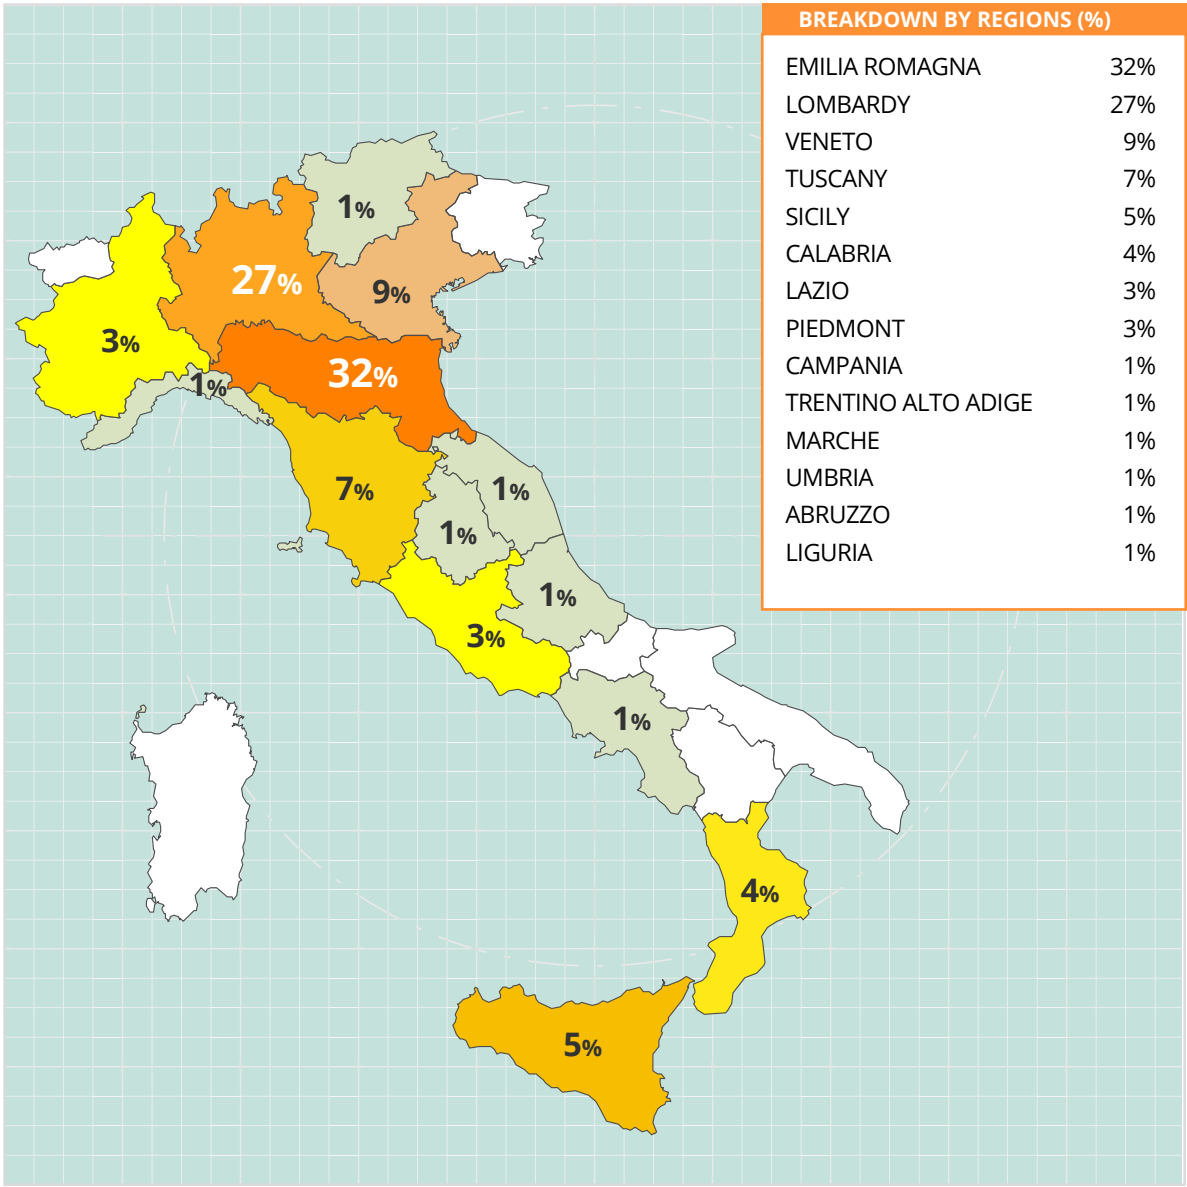 BREAKDOWN BY REGIONS (%)
EMILIA ROMAGNA 32%
LOMBARDY 27%
VENETO 9%
TUSCANY 7%
SICILY 5%
CALABRIA 4%
LAZIO 3%
PIEDMONT 3%
CAMPANIA 1%
TRENTINO ALTO ADIGE 1%
MARCHE 1%
UMBRIA 1%
ABRUZZO 1%
LIGURIA 1%
1%
27%
9%
3%
32%
1%
7%
1%
1%
1%
3%
1%
4%
5%